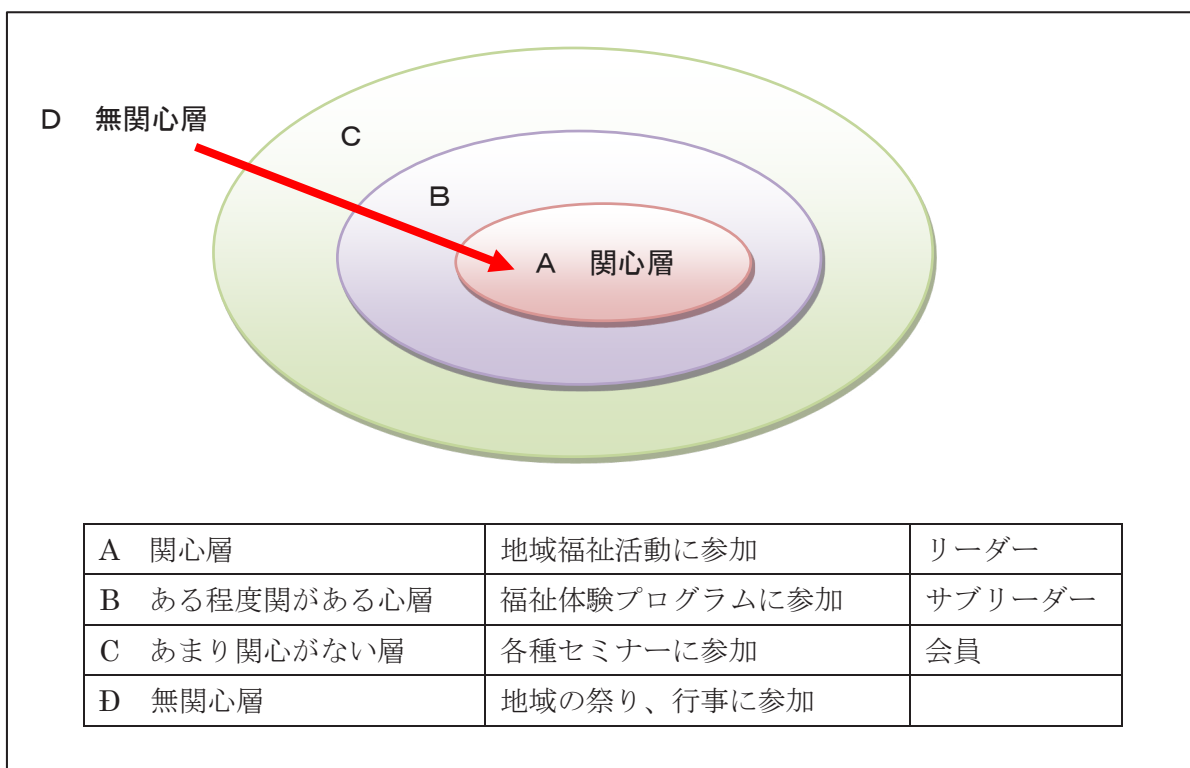 D 無関心層
C
B
A 関心層
A 関心層 地域福祉活動に参加 リーダー
B ある程度関がある心層 福祉体験プログラムに参加 サブリーダー
C あまり関心がない層 各種セミナーに参加 会員
Ð 無関心層 地域の祭り、行事に参加